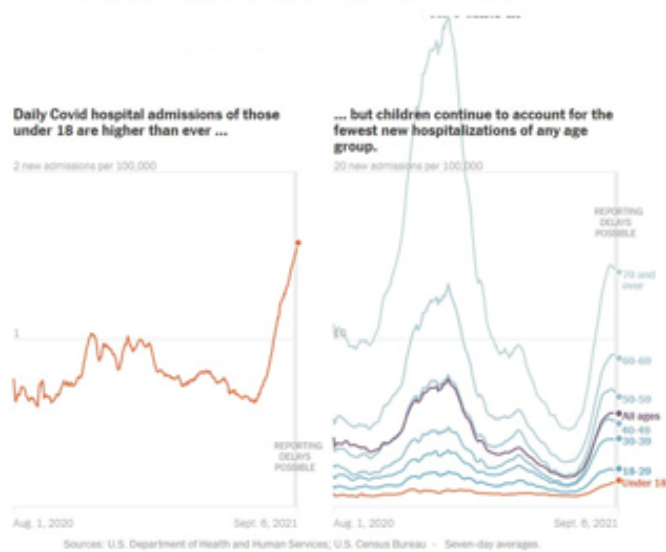 Daily Covid hospital admissions of those
under 18 are higher than ever ...
2 new admissions per 100,000
1
REPORTING
DELAYS
POSSIBLE
Aug. 1, 2020
Sept. 6, 2021
... but children continue to account for the
fewest new hospitalizations of any age
group.
20 new admissions per 100,000
REPORTING
DELAYS
POSSIBLE
70 and
over
10
60-69
50-59
All ages
40-49
30-39
18-29
Under 18
Aug. 1, 2020
Sept. 6, 2021
Sources: U.S. Department of Health and Human Services; U.S. Census Bureau - Seven-day averages.